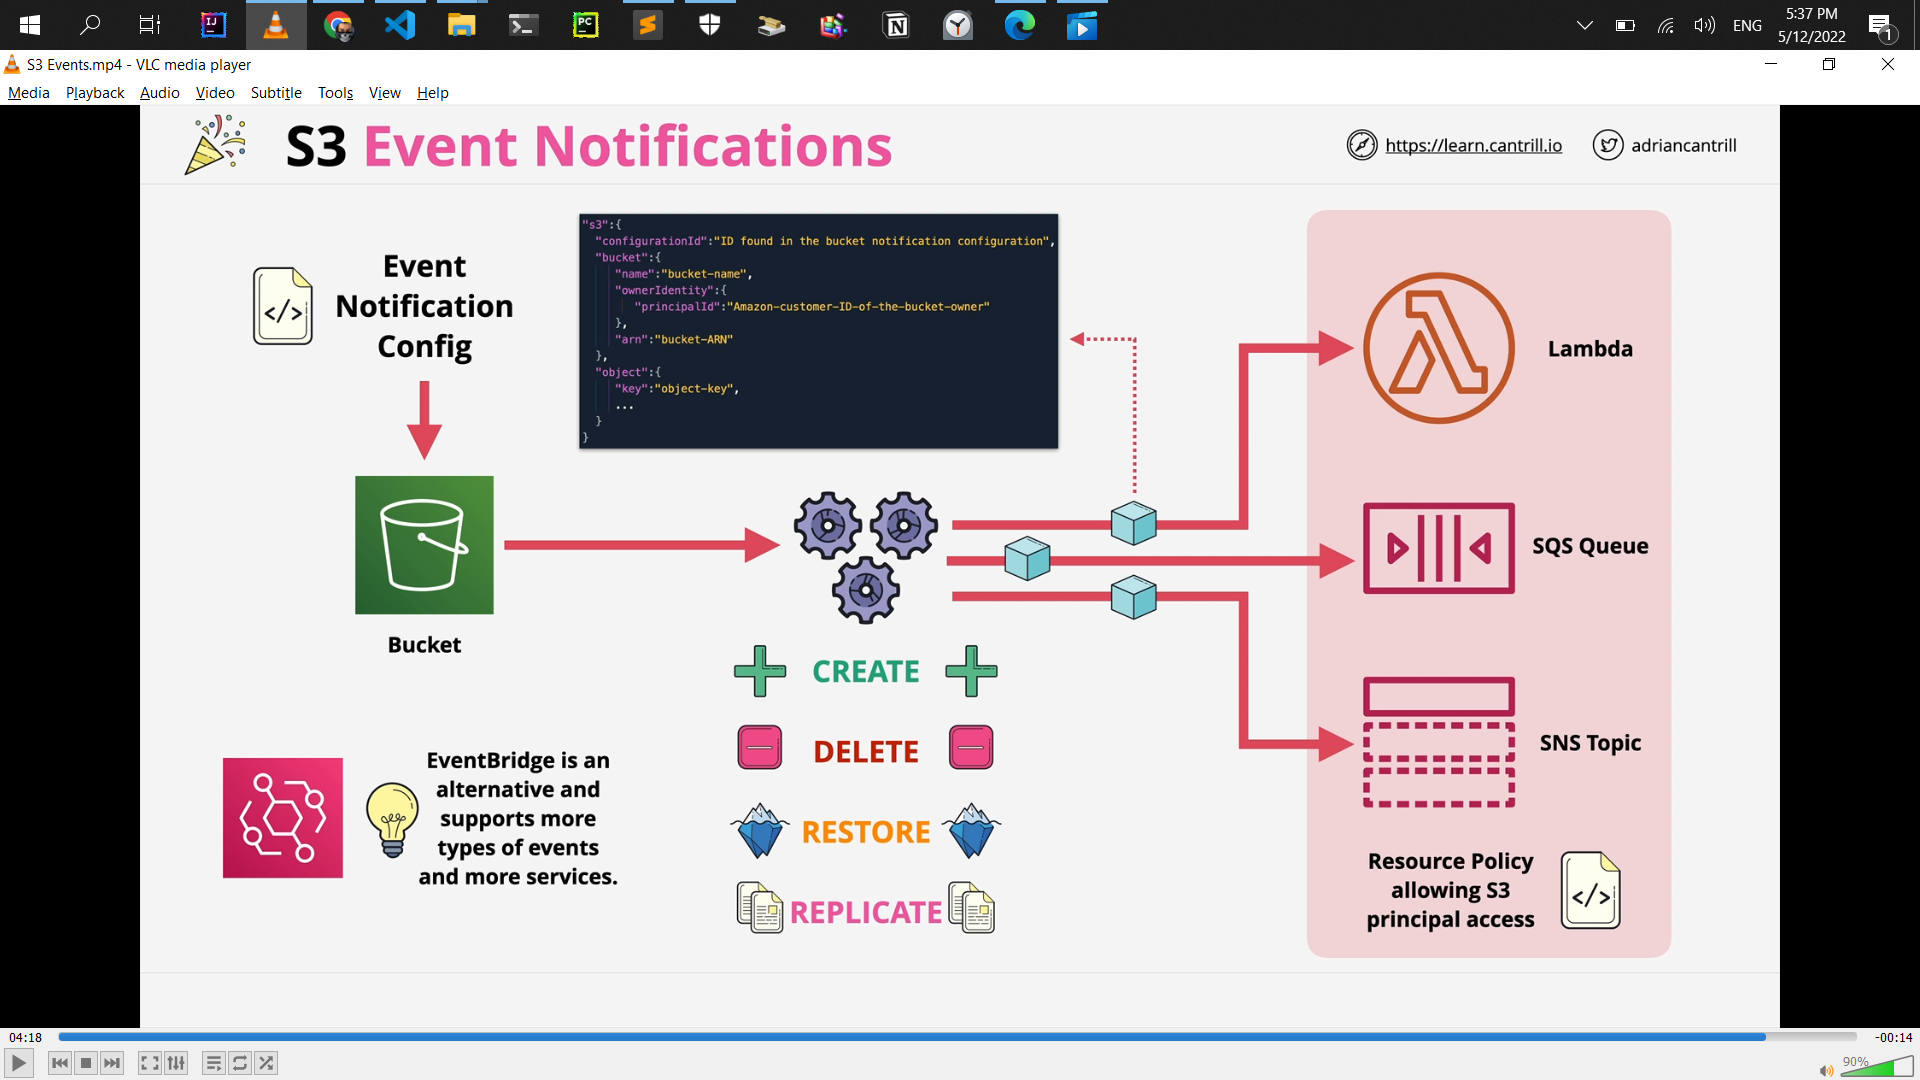 ENG
5:37 PM
5/12/2022
1
S3 Events.mp4 - VLC media player
Media Playback Audio Video Subtitle Tools View Help
S3 Event Notifications
https://learn.cantrill.io
adriancantrill
Event
Notification
Config
"s3":{
"configurationId":"ID found in the bucket notification configuration",
"bucket":{
"name":"bucket-name",
"ownerIdentity":{
"principalId":"Amazon-customer-ID-of-the-bucket-owner"
},
"arn":"bucket-ARN"
},
"object":{
"key":"object-key",
...
}
}
Bucket
Lambda
SQS Queue
SNS Topic
CREATE
DELETE
RESTORE
REPLICATE
EventBridge is an
alternative and
supports more
types of events
and more services.
Resource Policy
allowing S3
principal access
04:18
-00:14
90%